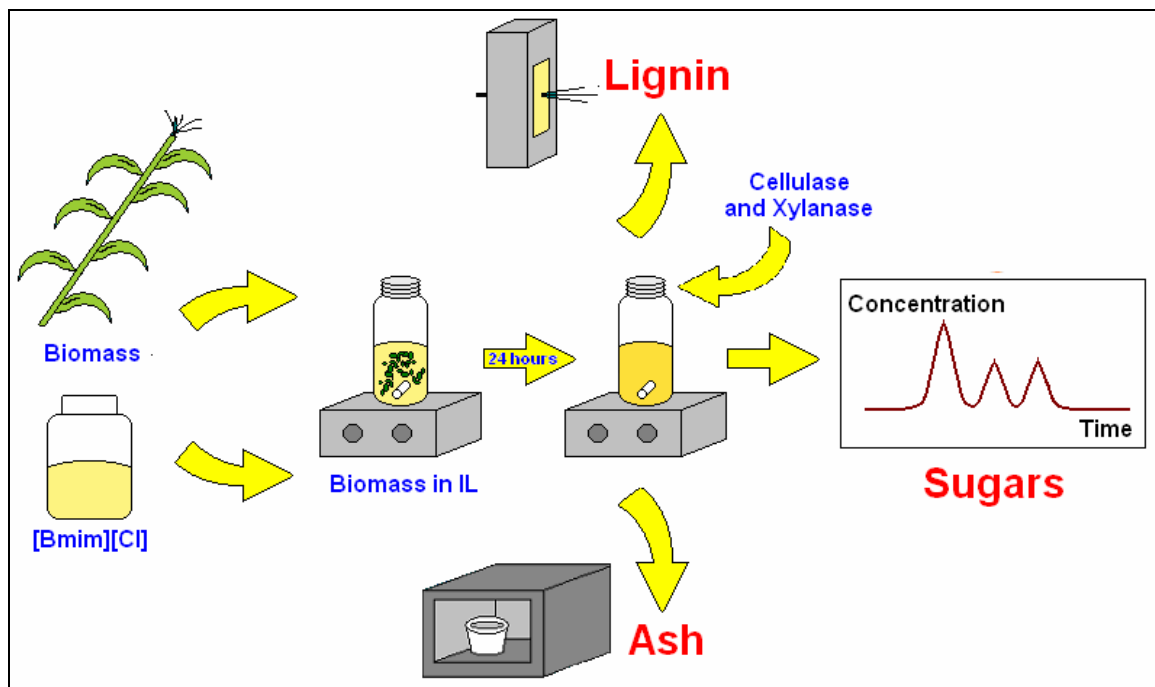 Lignin
Cellulase
and Xylanase
Biomass
24 hours
Concentration
Time
[Bmim][Cl]
Biomass in IL
Sugars
Ash